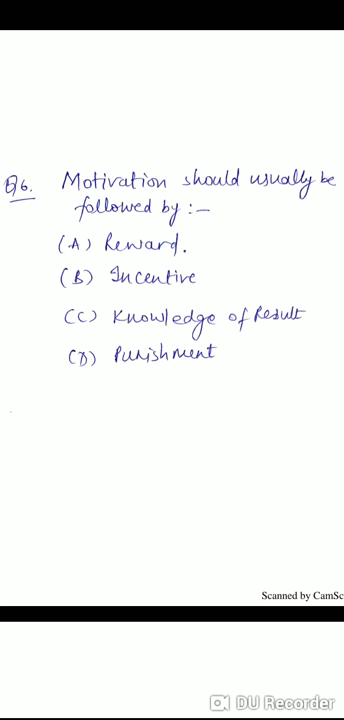 Q6. Motivation should usually be
followed by :-
(A) Reward.
(B) Incentive
(C) Knowledge of Result
(D) Punishment
Scanned by CamSc
DU Recorder